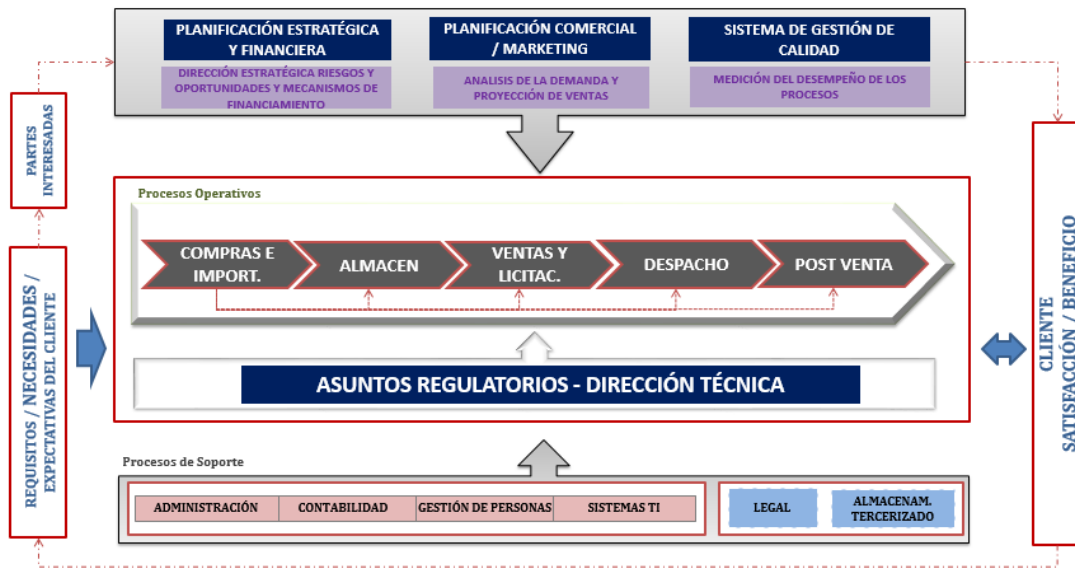 PLANIFICACIÓN ESTRATÉGICA
Y FINANCIERA
DIRECCIÓN ESTRATÉGICA RIESGOS Y
OPORTUNIDADES Y MECANISMOS DE
FINANCIAMIENTO
PLANIFICACIÓN COMERCIAL
/ MARKETING
ANALISIS DE LA DEMANDA Y
PROYECCIÓN DE VENTAS
SISTEMA DE GESTIÓN DE
CALIDAD
MEDICIÓN DEL DESEMPEÑO DE LOS
PROCESOS
PARTES
INTERESADAS
REQUISITOS / NECESIDADES /
EXPECTATIVAS DEL CLIENTE
Procesos Operativos
COMPRAS E
IMPORT.
ALMACEN
VENTAS Y
LICITAC.
DESPACHO
POST VENTA
ASUNTOS REGULATORIOS - DIRECCIÓN TÉCNICA
CLIENTE
SATISFACCIÓN / BENEFICIO
Procesos de Soporte
ADMINISTRACIÓN
CONTABILIDAD
GESTIÓN DE PERSONAS
SISTEMAS TI
LEGAL
ALMACENAM.
TERCERIZADO